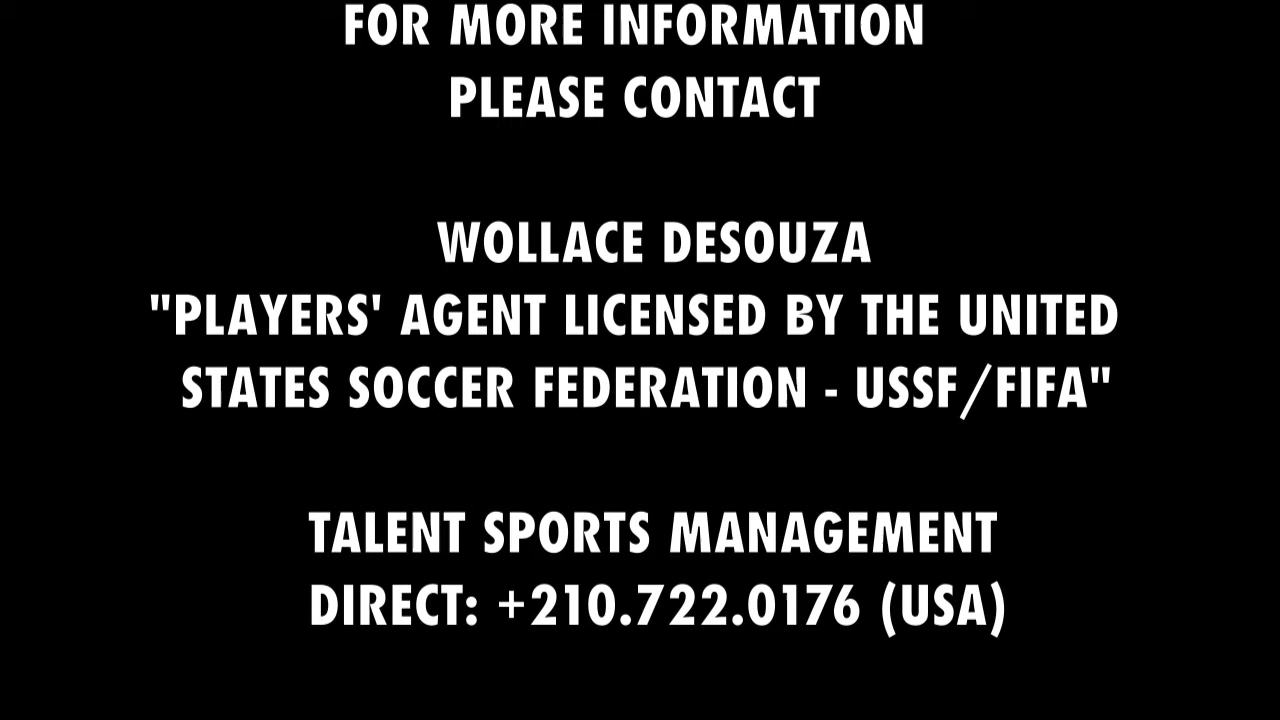 FOR MORE INFORMATION
PLEASE CONTACT
WOLLACE DESOUZA
"PLAYERS' AGENT LICENSED BY THE UNITED
STATES SOCCER FEDERATION - USSF/FIFA"
TALENT SPORTS MANAGEMENT
DIRECT: +210.722.0176 (USA)